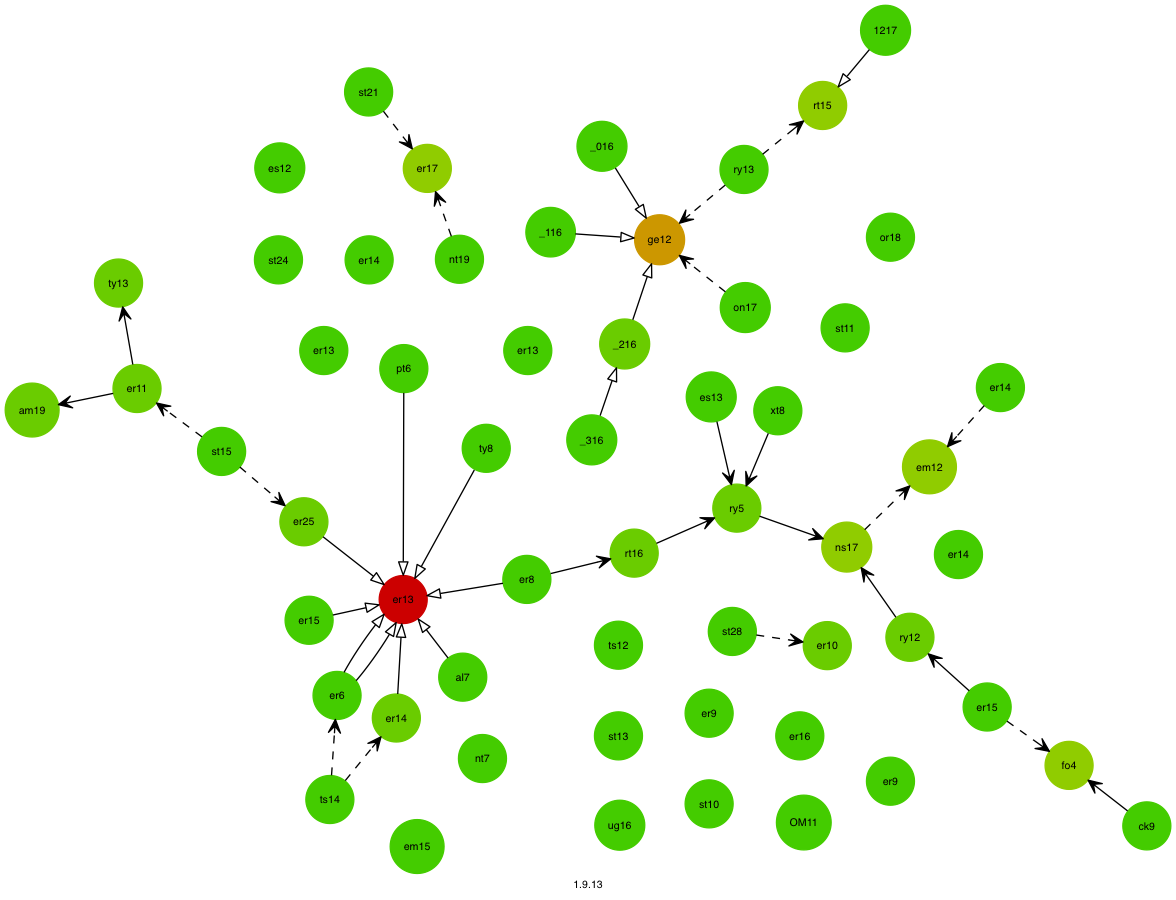 1217
st21
rt15
_016
es12
er17
ry13
_116
ge12
or18
st24
er14
nt19
ty13
on17
st11
er13
er13
_216
pt6
er11
er14
am19
es13
xt8
_316
st15
ty8
em12
ry5
er25
ns17
rt16
er14
er8
er13
er15
st28
er10
ts12
ry12
al7
er6
er15
er14
er9
st13
er16
nt7
fo4
er9
ts14
st10
ug16
OM11
ck9
em15
1.9.13